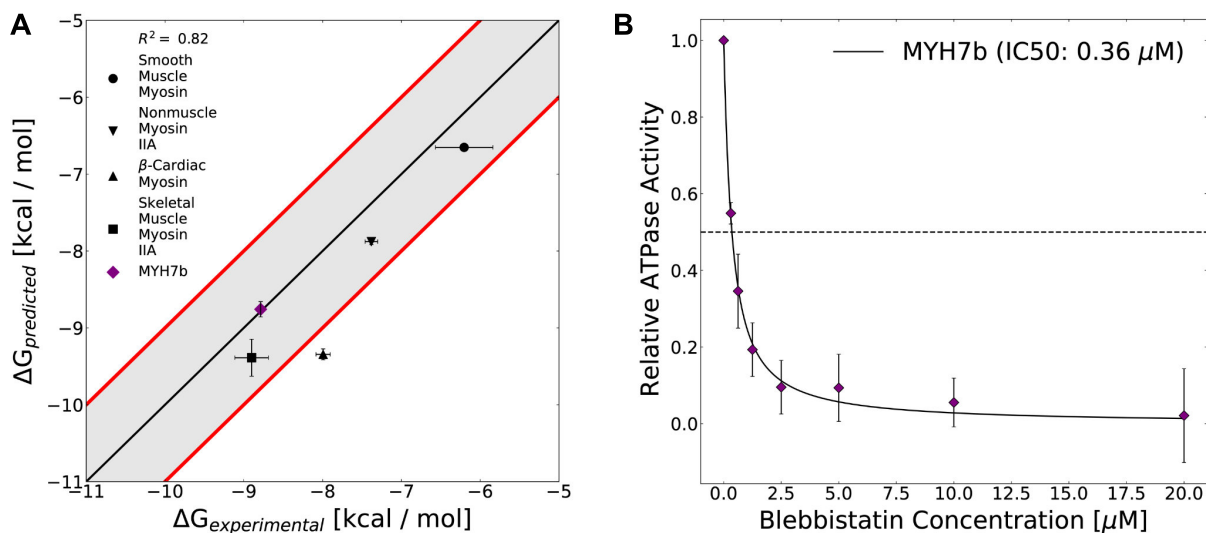 A
R² = 0.82
Smooth
Muscle
Myosin
Nonmuscle
Myosin
IIA
β-Cardiac
Myosin
Skeletal
Muscle
Myosin
IIA
MYH7b
ΔGpredicted [kcal / mol]
−5
−6
−7
−8
−9
−10
−11
−11 −10 −9 −8 −7 −6 −5
ΔGexperimental [kcal / mol]
B
MYH7b (IC50: 0.36 μM)
Relative ATPase Activity
1.0
0.8
0.6
0.4
0.2
0.0
0.0 2.5 5.0 7.5 10.0 12.5 15.0 17.5 20.0
Blebbistatin Concentration [μM]